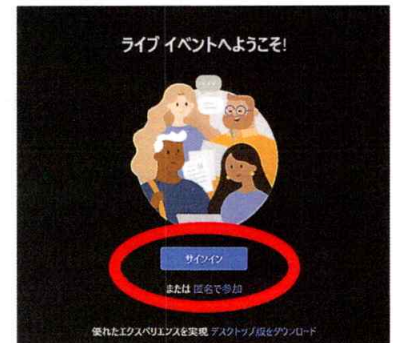 ライブ イベントへようこそ!
サインイン
または 匿名で参加
優れたエクスペリエンスを実現 デスクトップ版をダウンロード